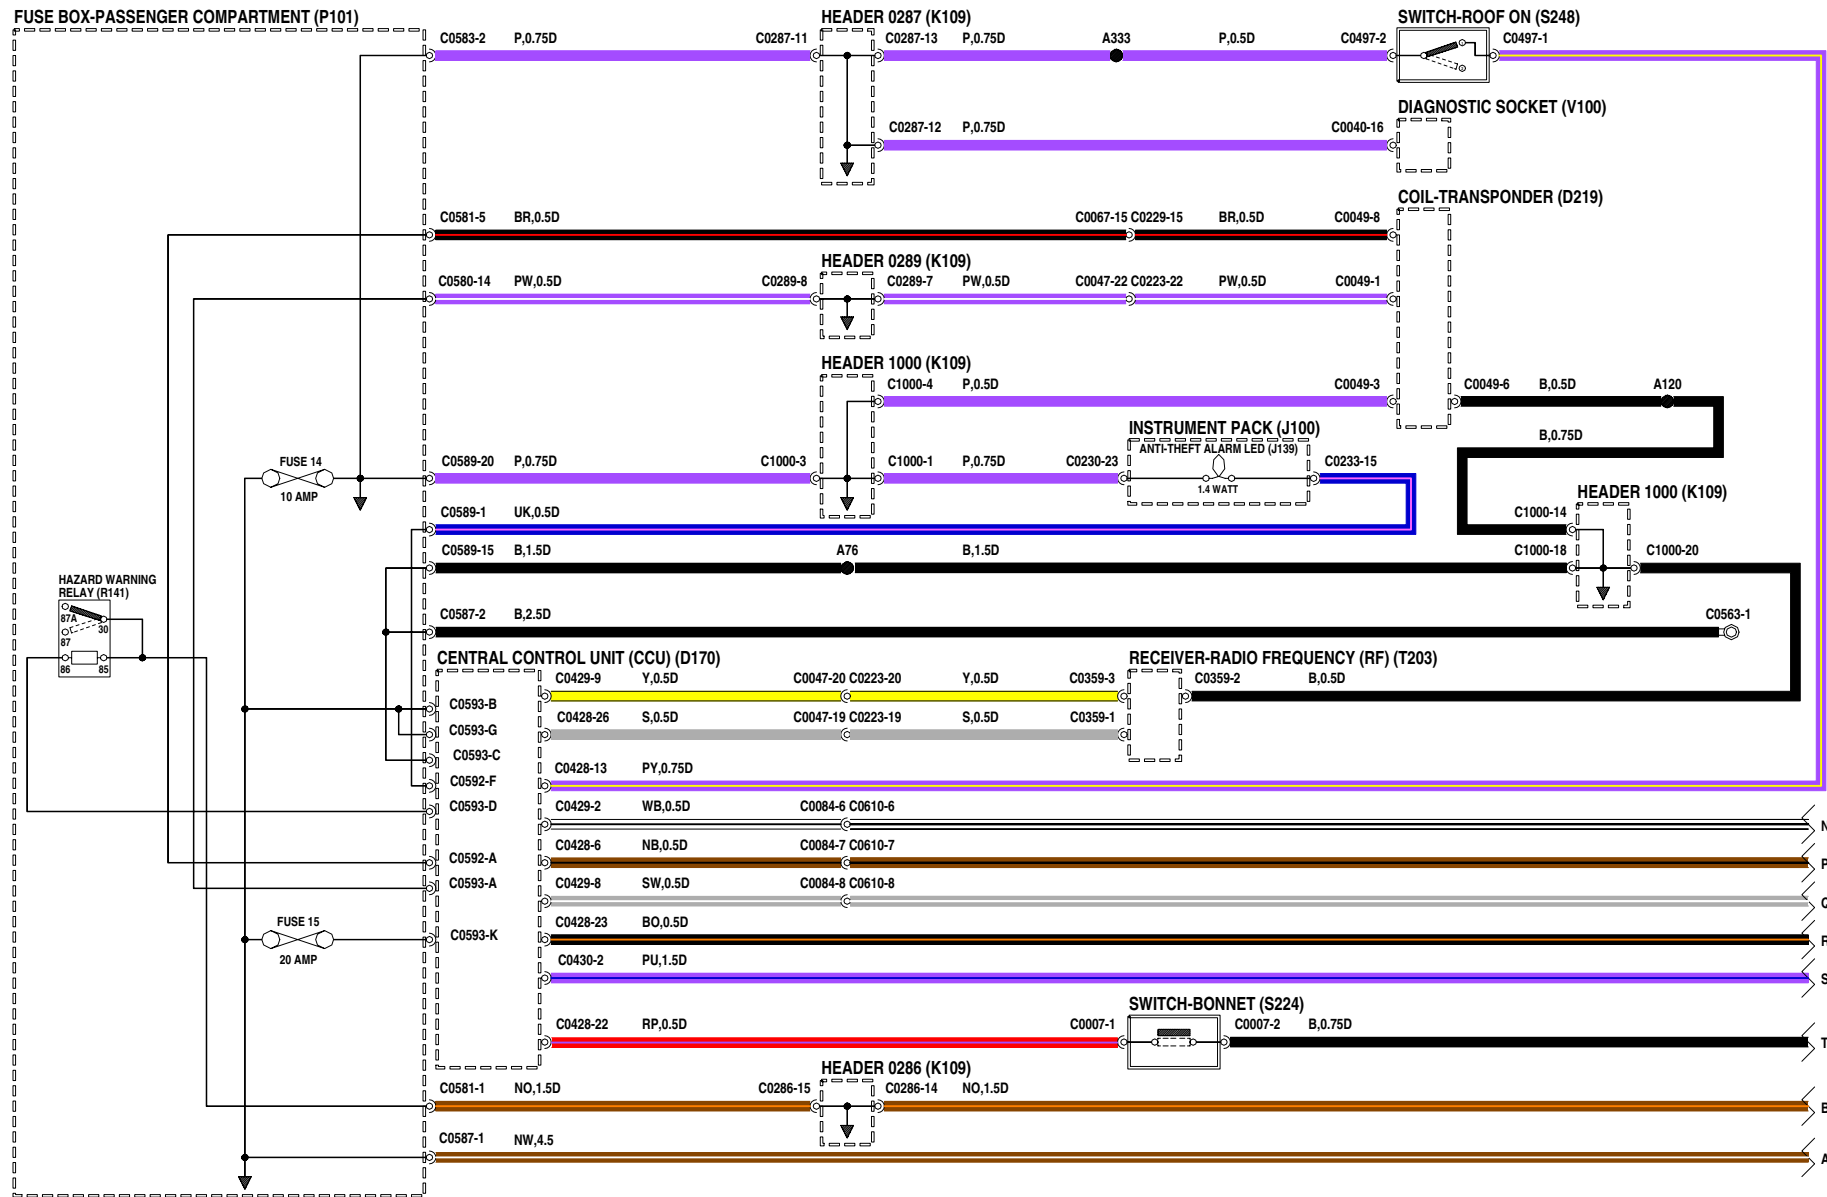 FUSE BOX-PASSENGER COMPARTMENT (P101)
HEADER 0287 (K109)
SWITCH-ROOF ON (S248)
C0583-2 P,0.75D C0287-11 C0287-13 P,0.75D A333 P,0.5D C0497-2 C0497-1
DIAGNOSTIC SOCKET (V100)
C0287-12 P,0.75D C0040-16
COIL-TRANSPONDER (D219)
C0581-5 BR,0.5D C0067-15 C0229-15 BR,0.5D C0049-8
HEADER 0289 (K109)
C0580-14 PW,0.5D C0289-8 C0289-7 PW,0.5D C0047-22 C0223-22 PW,0.5D C0049-1
HEADER 1000 (K109)
C1000-4 P,0.5D C0049-3 C0049-6 B,0.5D A120
INSTRUMENT PACK (J100)
B,0.75D
ANTI-THEFT ALARM LED (J139)
FUSE 14
C0589-20 P,0.75D C1000-3 C1000-1 P,0.75D C0230-23 C0233-15
1.4 WATT
10 AMP
HEADER 1000 (K109)
C0589-1 UK,0.5D C1000-14
C0589-15 B,1.5D A76 B,1.5D C1000-18 C1000-20
HAZARD WARNING
RELAY (R141)
87A
30
87
86 85
C0587-2 B,2.5D C0563-1
CENTRAL CONTROL UNIT (CCU) (D170)
RECEIVER-RADIO FREQUENCY (RF) (T203)
C0429-9 Y,0.5D C0047-20 C0223-20 Y,0.5D C0359-3 C0359-2 B,0.5D
C0593-B
C0428-26 S,0.5D C0047-19 C0223-19 S,0.5D C0359-1
C0593-G
C0593-C
C0428-13 PY,0.75D
C0592-F
C0593-D
C0429-2 WB,0.5D C0084-6 C0610-6
N
C0428-6 NB,0.5D C0084-7 C0610-7
C0592-A
P
C0593-A
C0429-8 SW,0.5D C0084-8 C0610-8
Q
FUSE 15
C0428-23 BO,0.5D
C0593-K
R
20 AMP
C0430-2 PU,1.5D
S
SWITCH-BONNET (S224)
C0428-22 RP,0.5D C0007-1 C0007-2 B,0.75D
T
HEADER 0286 (K109)
C0581-1 NO,1.5D C0286-15 C0286-14 NO,1.5D
B
C0587-1 NW,4.5
A